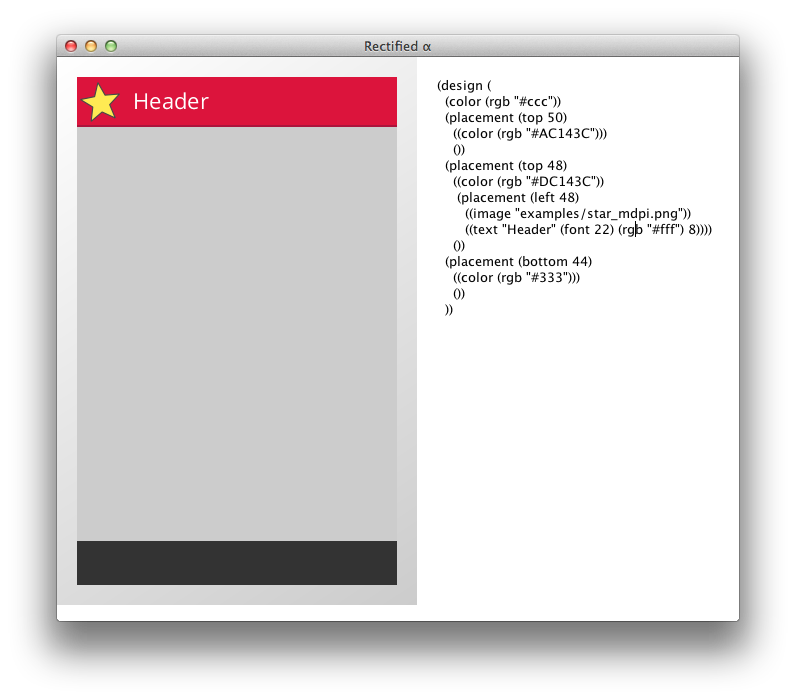 Rectified α
Header
(design (
(color (rgb "#ccc"))
(placement (top 50)
((color (rgb "#AC143C")))
())
(placement (top 48)
((color (rgb "#DC143C"))
(placement (left 48)
((image "examples/star_mdpi.png"))
((text "Header" (font 22) (rgb "#fff") 8))))
())
(placement (bottom 44)
((color (rgb "#333")))
())
))